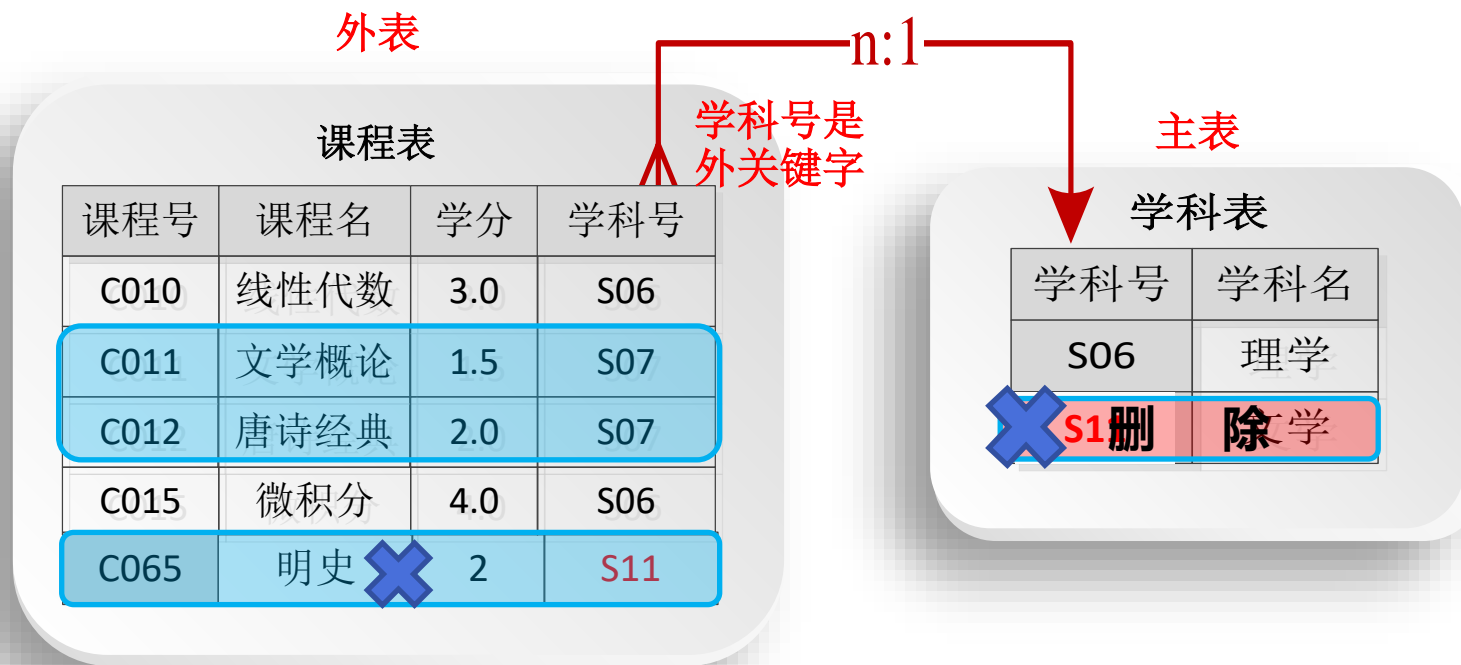 外表
n:1
学科号是
外关键字
主表
课程表
课程号 课程名 学分 学科号
C010 线性代数 3.0 S06
C011 文学概论 1.5 S07
C012 唐诗经典 2.0 S07
C015 微积分 4.0 S06
C065 明史 2 S11
学科表
学科号 学科名
S06 理学
删 除 学